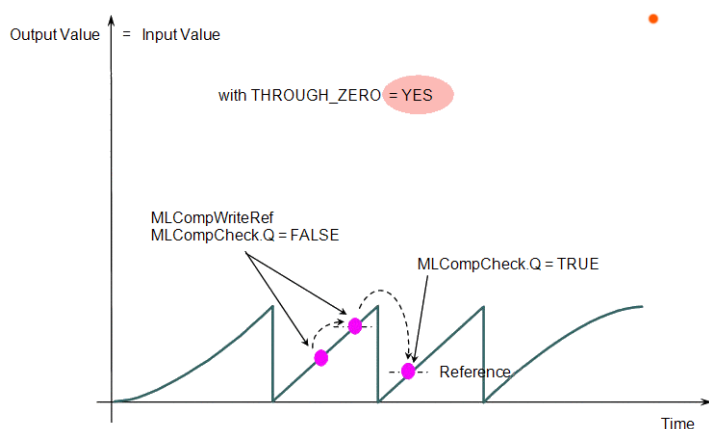 Output Value = Input Value
with THROUGH_ZERO = YES
MLCompWriteRef
MLCompCheck.Q = FALSE
MLCompCheck.Q = TRUE
Reference
Time